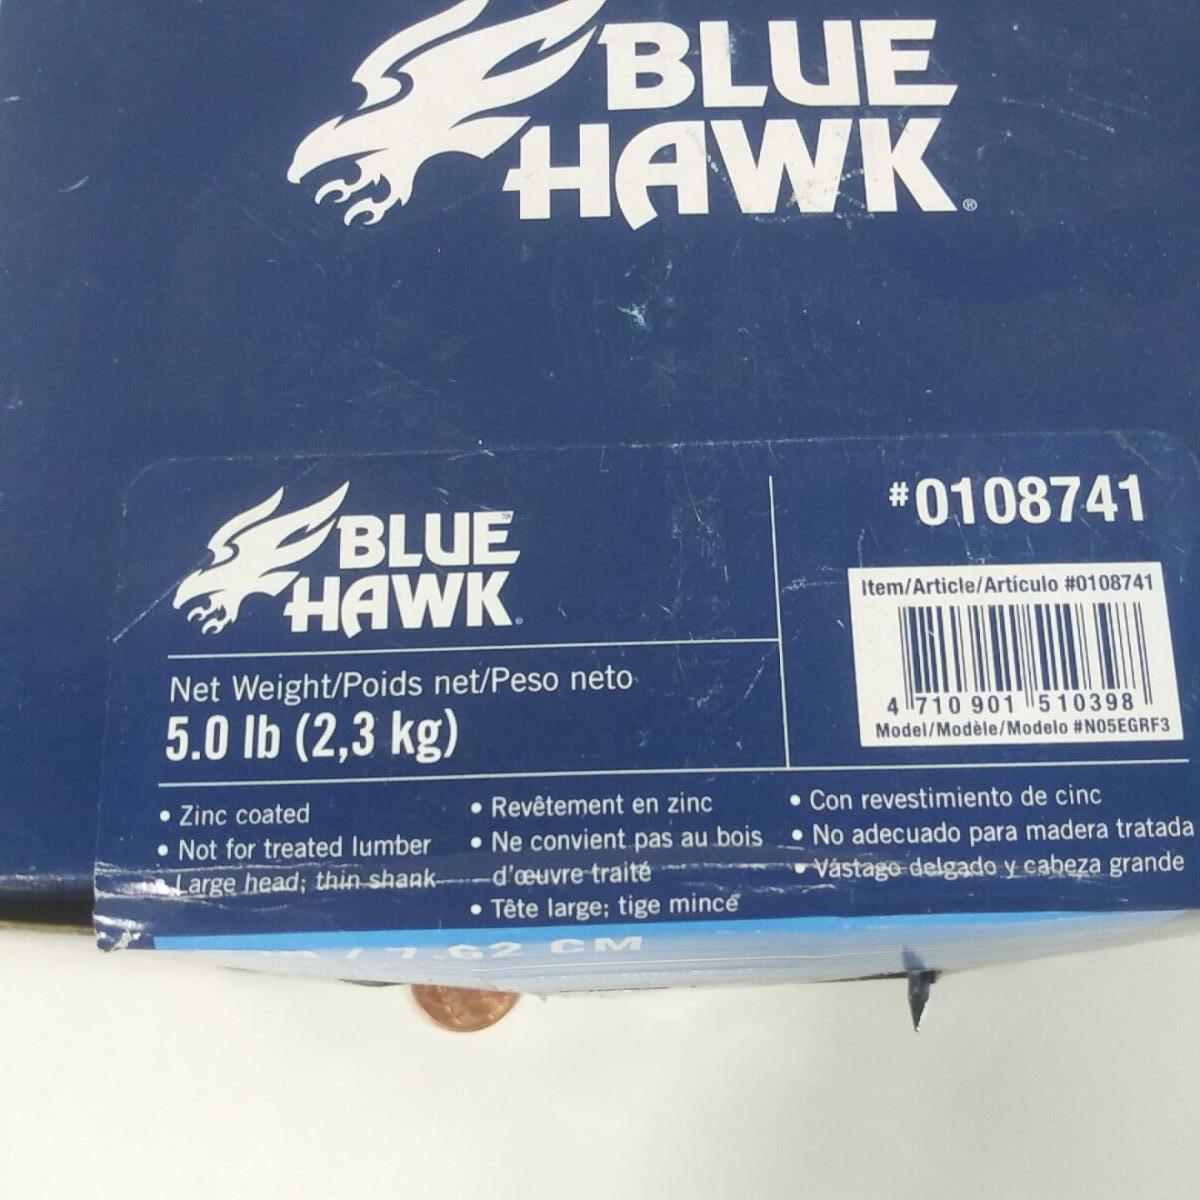 BLUE
HAWK®
BLUE
HAWK®
#0108741
Item/Article/Artículo #0108741
4 710 901 510398
Model/Modèle/Modelo #N05EGRF3
Net Weight/Poids net/Peso neto
5.0 lb (2,3 kg)
• Zinc coated
• Not for treated lumber
• Large head; thin shank
• Revêtement en zinc
• Ne convient pas au bois
d'œuvre traité
• Tête large; tige mince
• Con revestimiento de cinc
• No adecuado para madera tratada
• Vástago delgado y cabeza grande
/ 7.62 CM